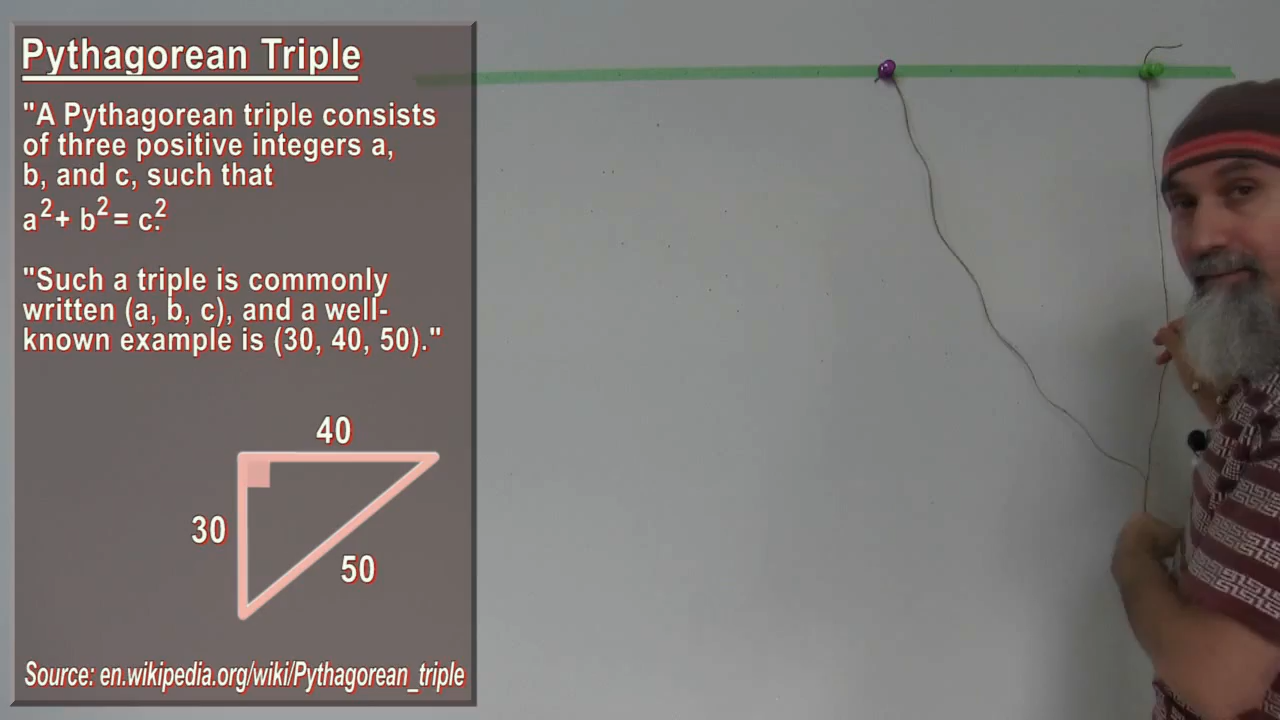 Pythagorean Triple
"A Pythagorean triple consists
of three positive integers a,
b, and c, such that
a² + b² = c.²
"Such a triple is commonly
written (a, b, c), and a well-
known example is (30, 40, 50)."
40
30
50
Source: en.wikipedia.org/wiki/Pythagorean_triple